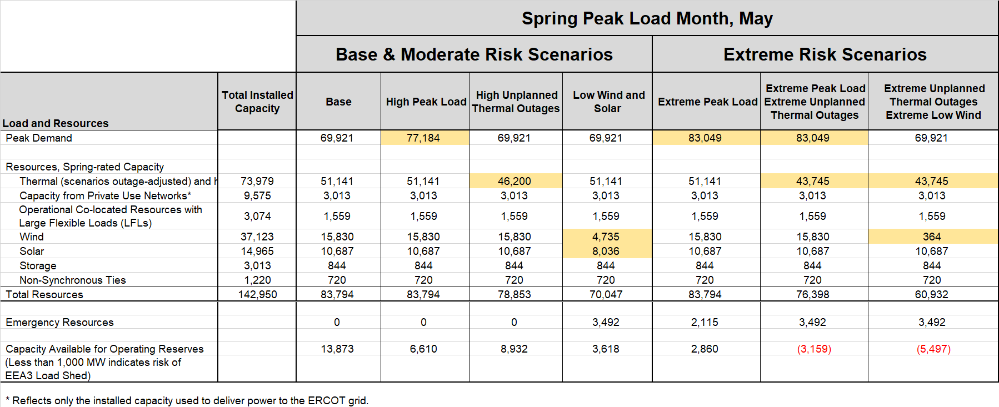 Spring Peak Load Month, May
Base & Moderate Risk Scenarios Extreme Risk Scenarios
Load and Resources Total Installed Capacity Base High Peak Load High Unplanned Thermal Outages Low Wind and Solar Extreme Peak Load Extreme Peak Load Extreme Unplanned Thermal Outages Extreme Unplanned Thermal Outages Extreme Low Wind
Peak Demand 69,921 77,184 69,921 69,921 83,049 83,049 69,921
Resources, Spring-rated Capacity
Thermal (scenarios outage-adjusted) and h 73,979 51,141 51,141 46,200 51,141 51,141 43,745 43,745
Capacity from Private Use Networks* 9,575 3,013 3,013 3,013 3,013 3,013 3,013 3,013
Operational Co-located Resources with
Large Flexible Loads (LFLs) 3,074 1,559 1,559 1,559 1,559 1,559 1,559 1,559
Wind 37,123 15,830 15,830 15,830 4,735 15,830 15,830 364
Solar 14,965 10,687 10,687 10,687 8,036 10,687 10,687 10,687
Storage 3,013 844 844 844 844 844 844 844
Non-Synchronous Ties 1,220 720 720 720 720 720 720 720
Total Resources 142,950 83,794 83,794 78,853 70,047 83,794 76,398 60,932
Emergency Resources 0 0 0 3,492 2,115 3,492 3,492
Capacity Available for Operating Reserves 13,873 6,610 8,932 3,618 2,860 (3,159) (5,497)
(Less than 1,000 MW indicates risk of
EEA3 Load Shed)
* Reflects only the installed capacity used to deliver power to the ERCOT grid.